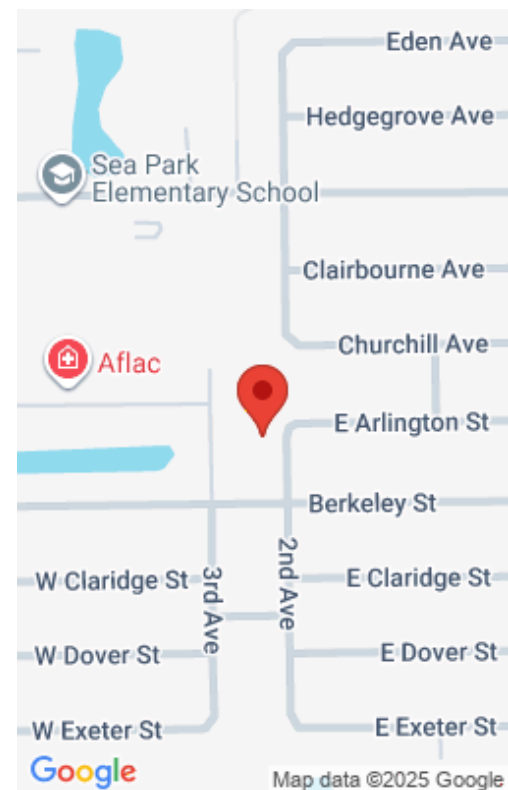 Eden Ave
Hedgegrove Ave
Sea Park
Elementary School
Clairbourne Ave
Churchill Ave
Aflac
E Arlington St
Berkeley St
2nd Ave
3rd Ave
W Claridge St
E Claridge St
W Dover St
E Dover St
W Exeter St
E Exeter St
Google
Map data ©2025 Google